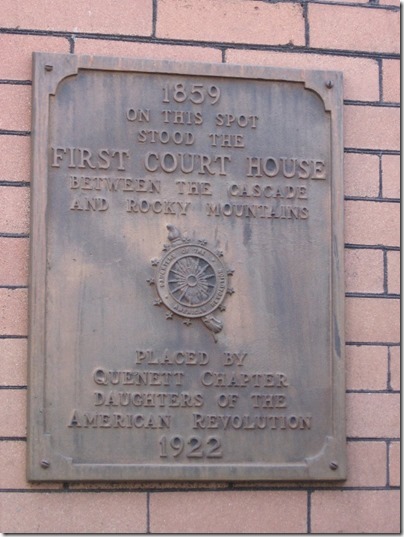 1859
ON THIS SPOT
STOOD THE
FIRST COURT HOUSE
BETWEEN THE CASCADE
AND ROCKY MOUNTAINS
PLACED BY
QUENETT CHAPTER
DAUGHTERS OF THE
AMERICAN REVOLUTION
1922